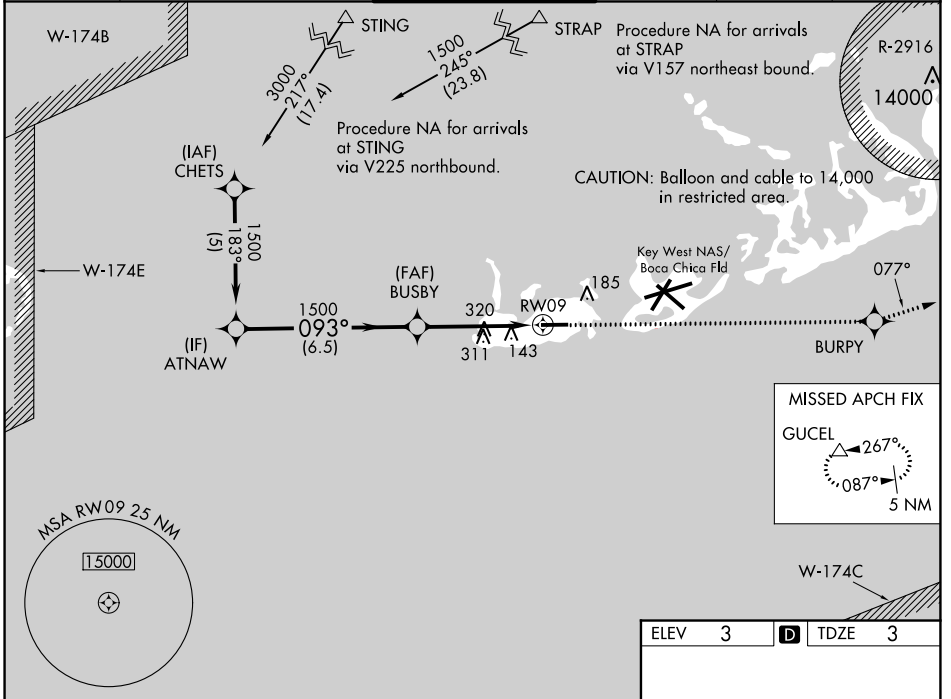 W-174B
STING
3000
217°
(17.4)
STRAP
1500
245°
(23.8)
Procedure NA for arrivals
at STRAP
via V157 northeast bound.
R-2916
14000
Procedure NA for arrivals
at STING
via V225 northbound.
(IAF)
CHETS
CAUTION: Balloon and cable to 14,000
in restricted area.
1500
183°
(5)
W-174E
(FAF)
BUSBY
Key West NAS/
Boca Chica Fld
185
077°
1500
093°
(6.5)
320
RW09
(IF)
ATNAW
311
143
BURPY
MISSED APCH FIX
GUCEL
267°
087°
5 NM
MSA RW09 25 NM
15000
W-174C
ELEV 3 D TDZE 3